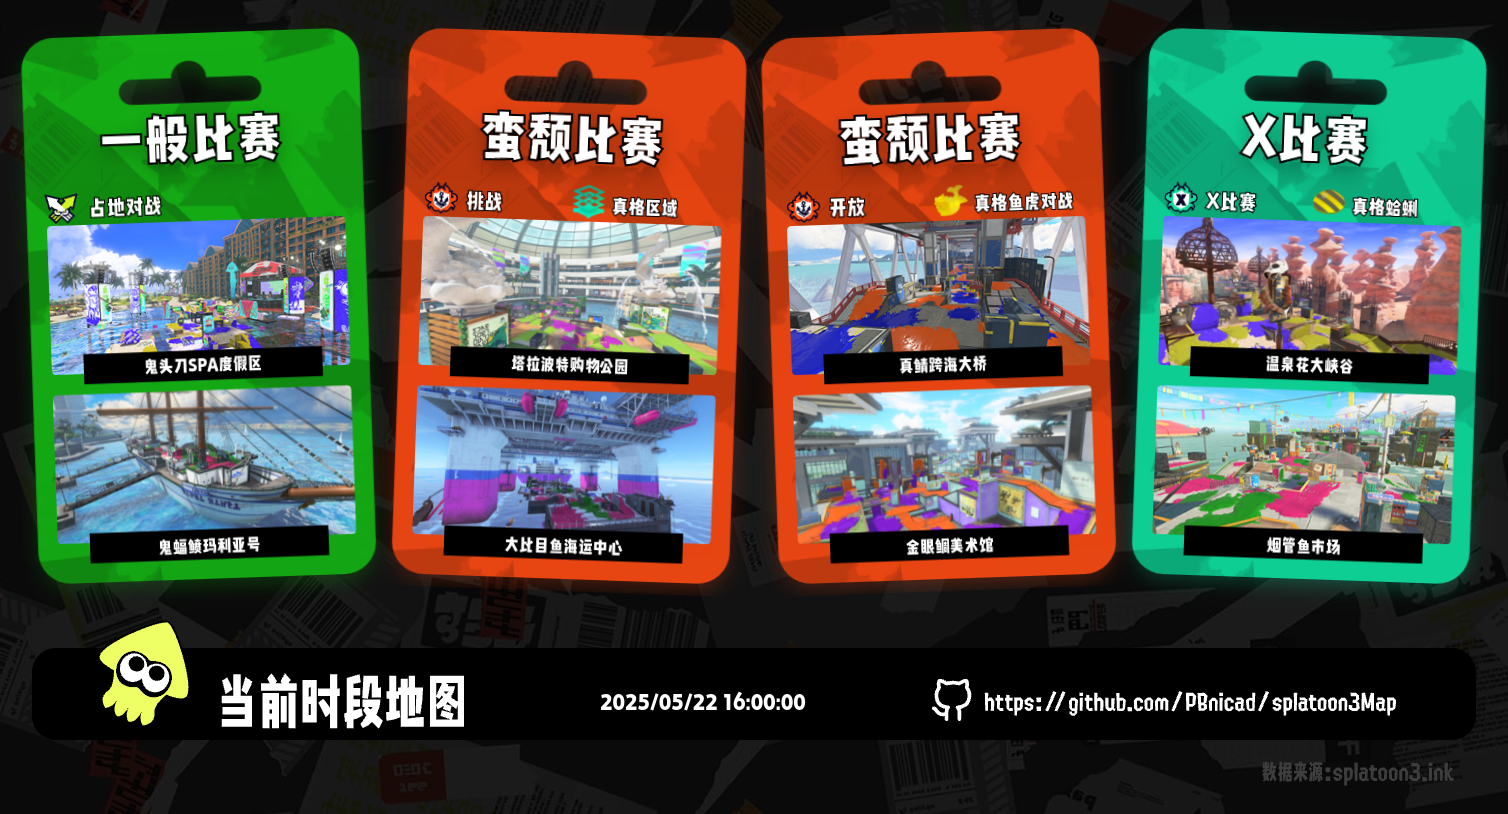 一般比赛
占地对战
鬼头刀SPA度假区
鬼蝠鲼玛利亚号
蛮颓比赛
挑战
真格区域
塔拉波特购物公园
大比目鱼海运中心
蛮颓比赛
开放
真格鱼虎对战
真鲭跨海大桥
金眼鲷美术馆
X比赛
X比赛
真格蛤蜊
温泉花大峡谷
烟管鱼市场
当前时段地图
2025/05/22 16:00:00
https://github.com/PBnicad/splatoon3Map
数据来源:splatoon3.ink